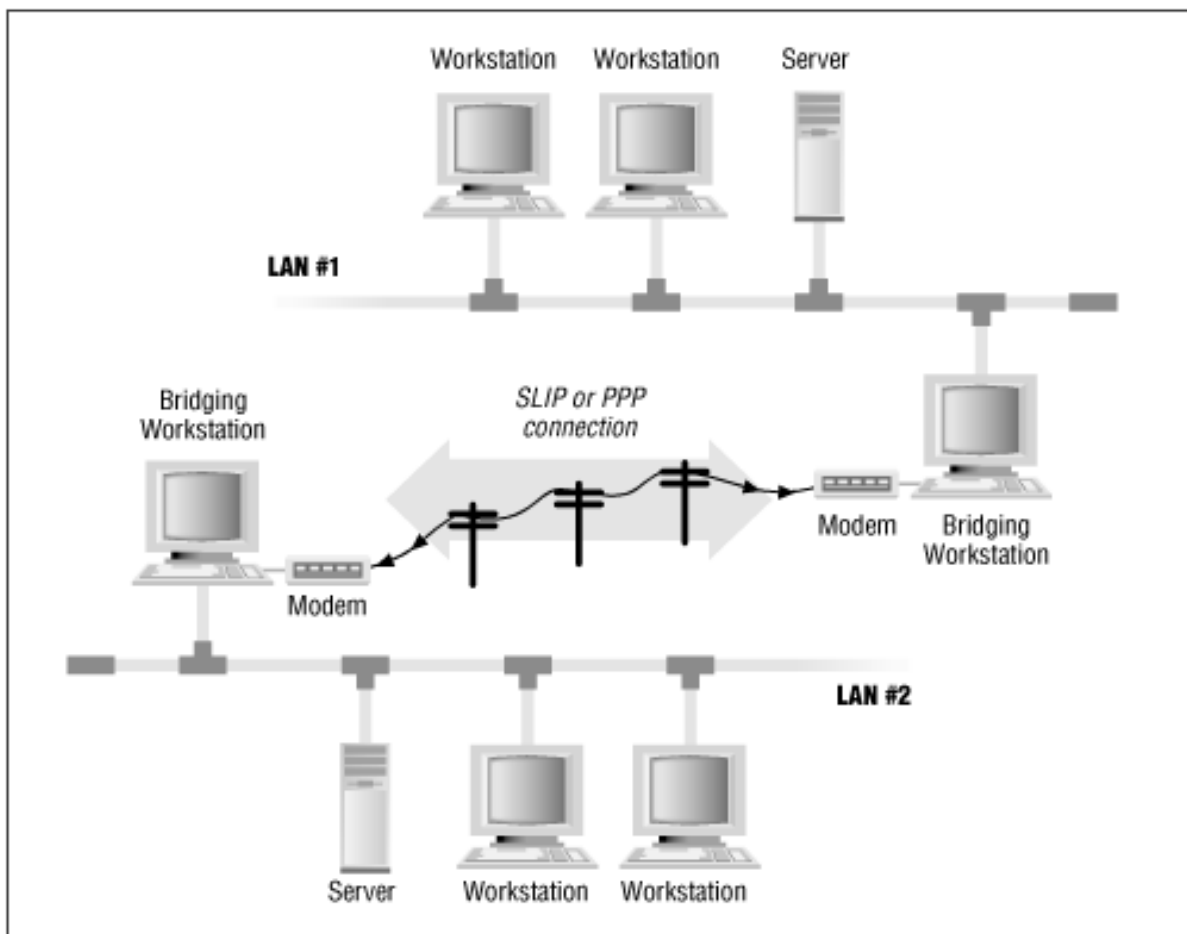 Workstation
Workstation
Server
LAN #1
Bridging
Workstation
SLIP or PPP
connection
Modem
Bridging
Workstation
Modem
LAN #2
Server
Workstation
Workstation